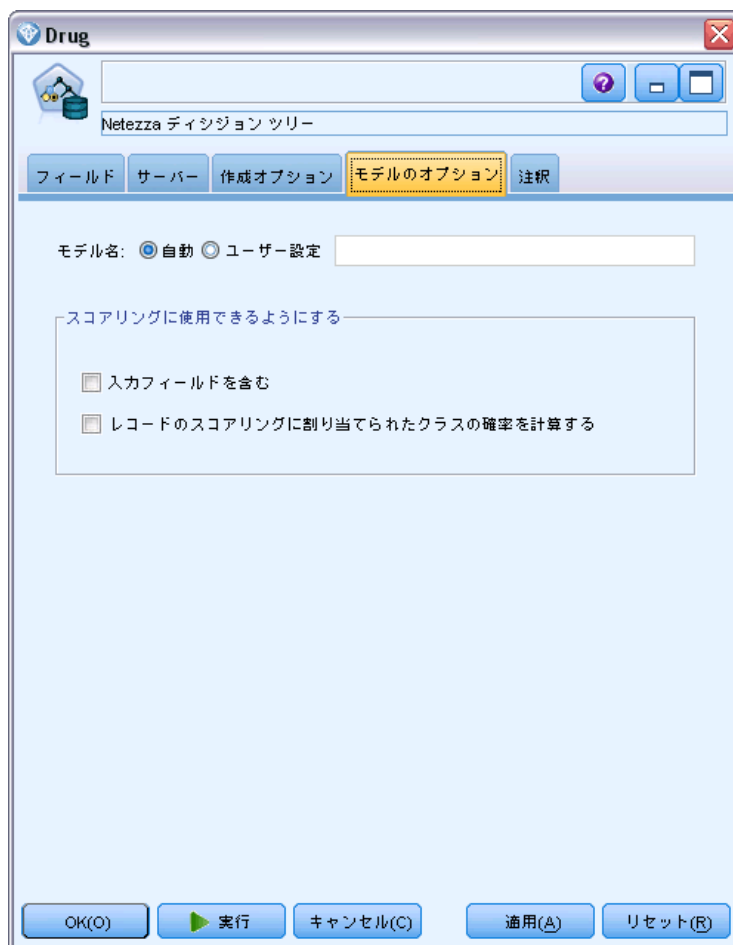 Drug
Netezza ディシジョン ツリー
フィールド サーバー 作成オプション モデルのオプション 注釈
モデル名: 自動 ユーザー設定
スコアリングに使用できるようにする
入力フィールドを含む
レコードのスコアリングに割り当てられたクラスの確率を計算する
OK(O) 実行 キャンセル(C) 適用(A) リセット(R)